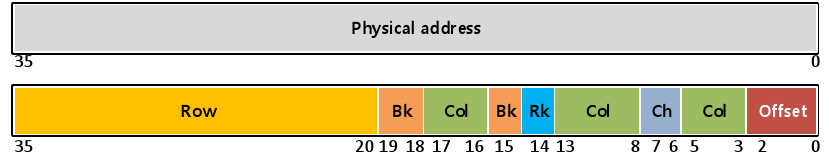 Physical address
35 0
Row Bk Col Bk Rk Col Ch Col Offset
35 20 19 18 17 16 15 14 13 8 7 6 5 3 2 0